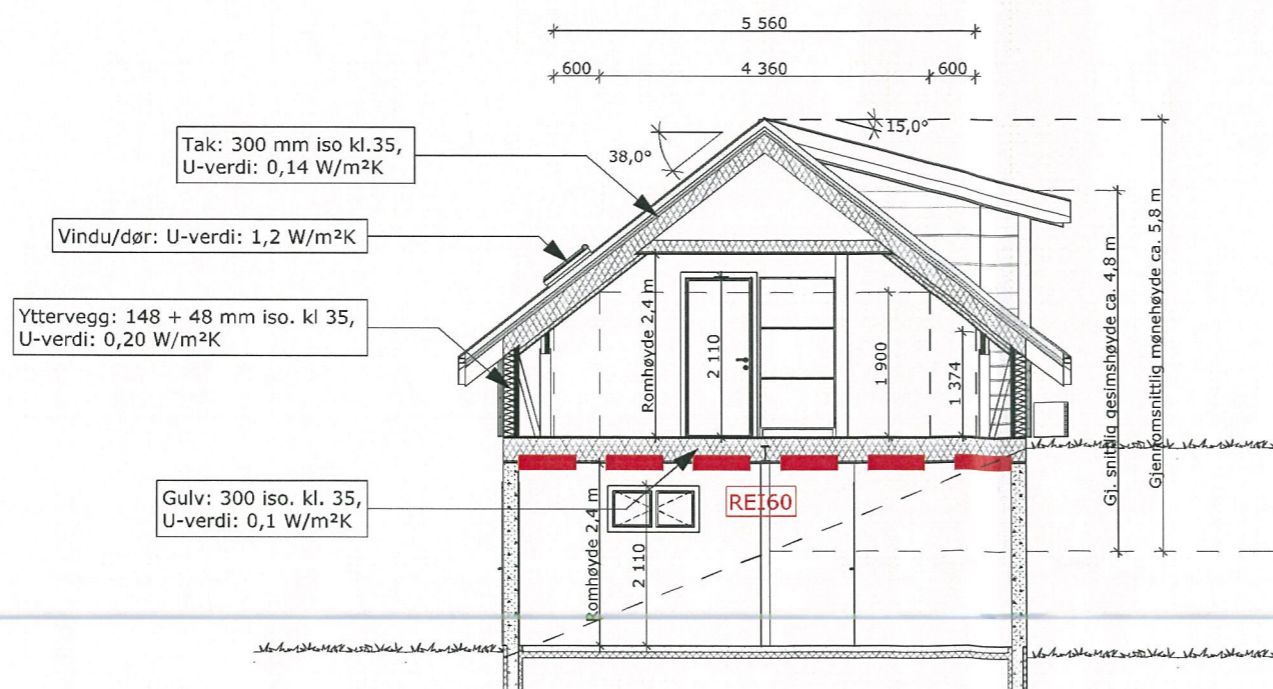 5 560
600
4 360
600
15,0°
38,0°
Tak: 300 mm iso kl.35,
U-verdi: 0,14 W/m²K
Vindu/dør: U-verdi: 1,2 W/m²K
Yttervegg: 148 + 48 mm iso. kl 35,
U-verdi: 0,20 W/m²K
Romhøyde 2,4 m
2 110
1 900
1 374
Gj. snittlig gesimshøyde ca. 4,8 m
Gjennomsnittlig mønehøyde ca. 5,8 m
Gulv: 300 iso. kl. 35,
U-verdi: 0,1 W/m²K
REI60
Romhøyde 2,4 m
2 110